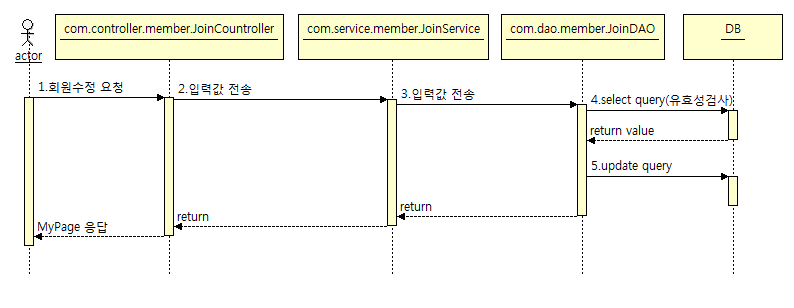 com.controller.member.JoinCountroller
com.service.member.JoinService
com.dao.member.JoinDAO
DB
actor
1.회원수정 요청
2.입력값 전송
3.입력값 전송
4.select query(유효성검사)
return value
5.update query
return
return
MyPage 응답